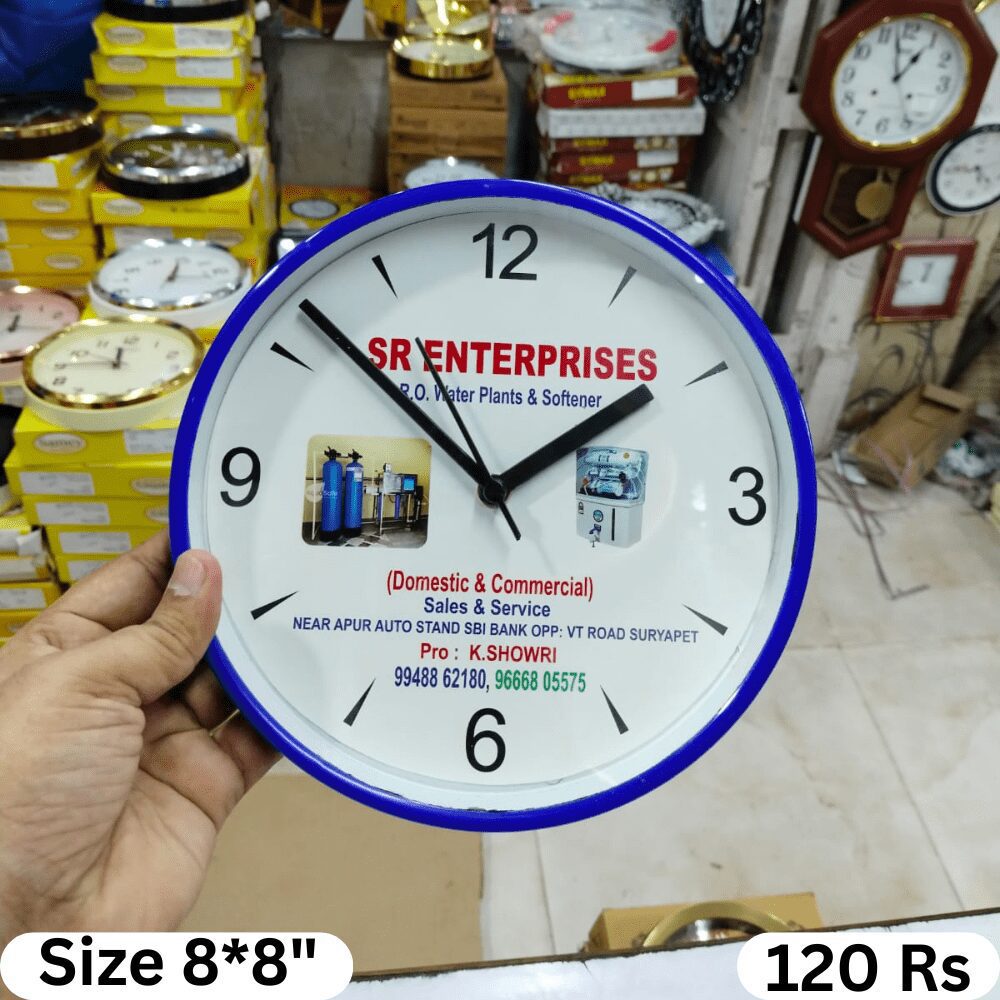 12
SR ENTERPRISES
R.O. Water Plants & Softener
9
3
(Domestic & Commercial)
Sales & Service
NEAR APUR AUTO STAND SBI BANK OPP: VT ROAD SURYAPET
Pro : K.SHOWRI
99488 62180, 96668 05575
6
Size 8*8"
120 Rs